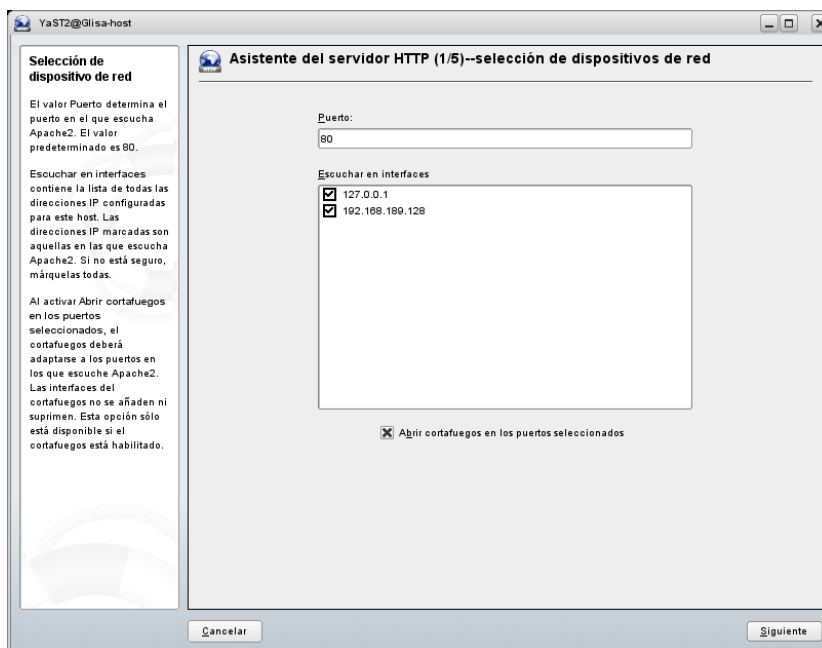 YaST2@Glisa-host
Selección de
dispositivo de red
El valor Puerto determina el
puerto en el que escucha
Apache2. El valor
predeterminado es 80.
Escuchar en interfaces
contiene la lista de todas las
direcciones IP configuradas
para este host. Las
direcciones IP marcadas son
aquellas en las que escucha
Apache2. Si no está seguro,
márquelas todas.
Al activar Abrir cortafuegos
en los puertos
seleccionados, el
cortafuegos deberá
adaptarse a los puertos en
los que escuche Apache2.
Las interfaces del
cortafuegos no se añaden ni
suprimen. Esta opción sólo
está disponible si el
cortafuegos está habilitado.
Asistente del servidor HTTP (1/5)--selección de dispositivos de red
Puerto:
80
Escuchar en interfaces
127.0.0.1
192.168.189.128
Abrir cortafuegos en los puertos seleccionados
Cancelar
Siguiente